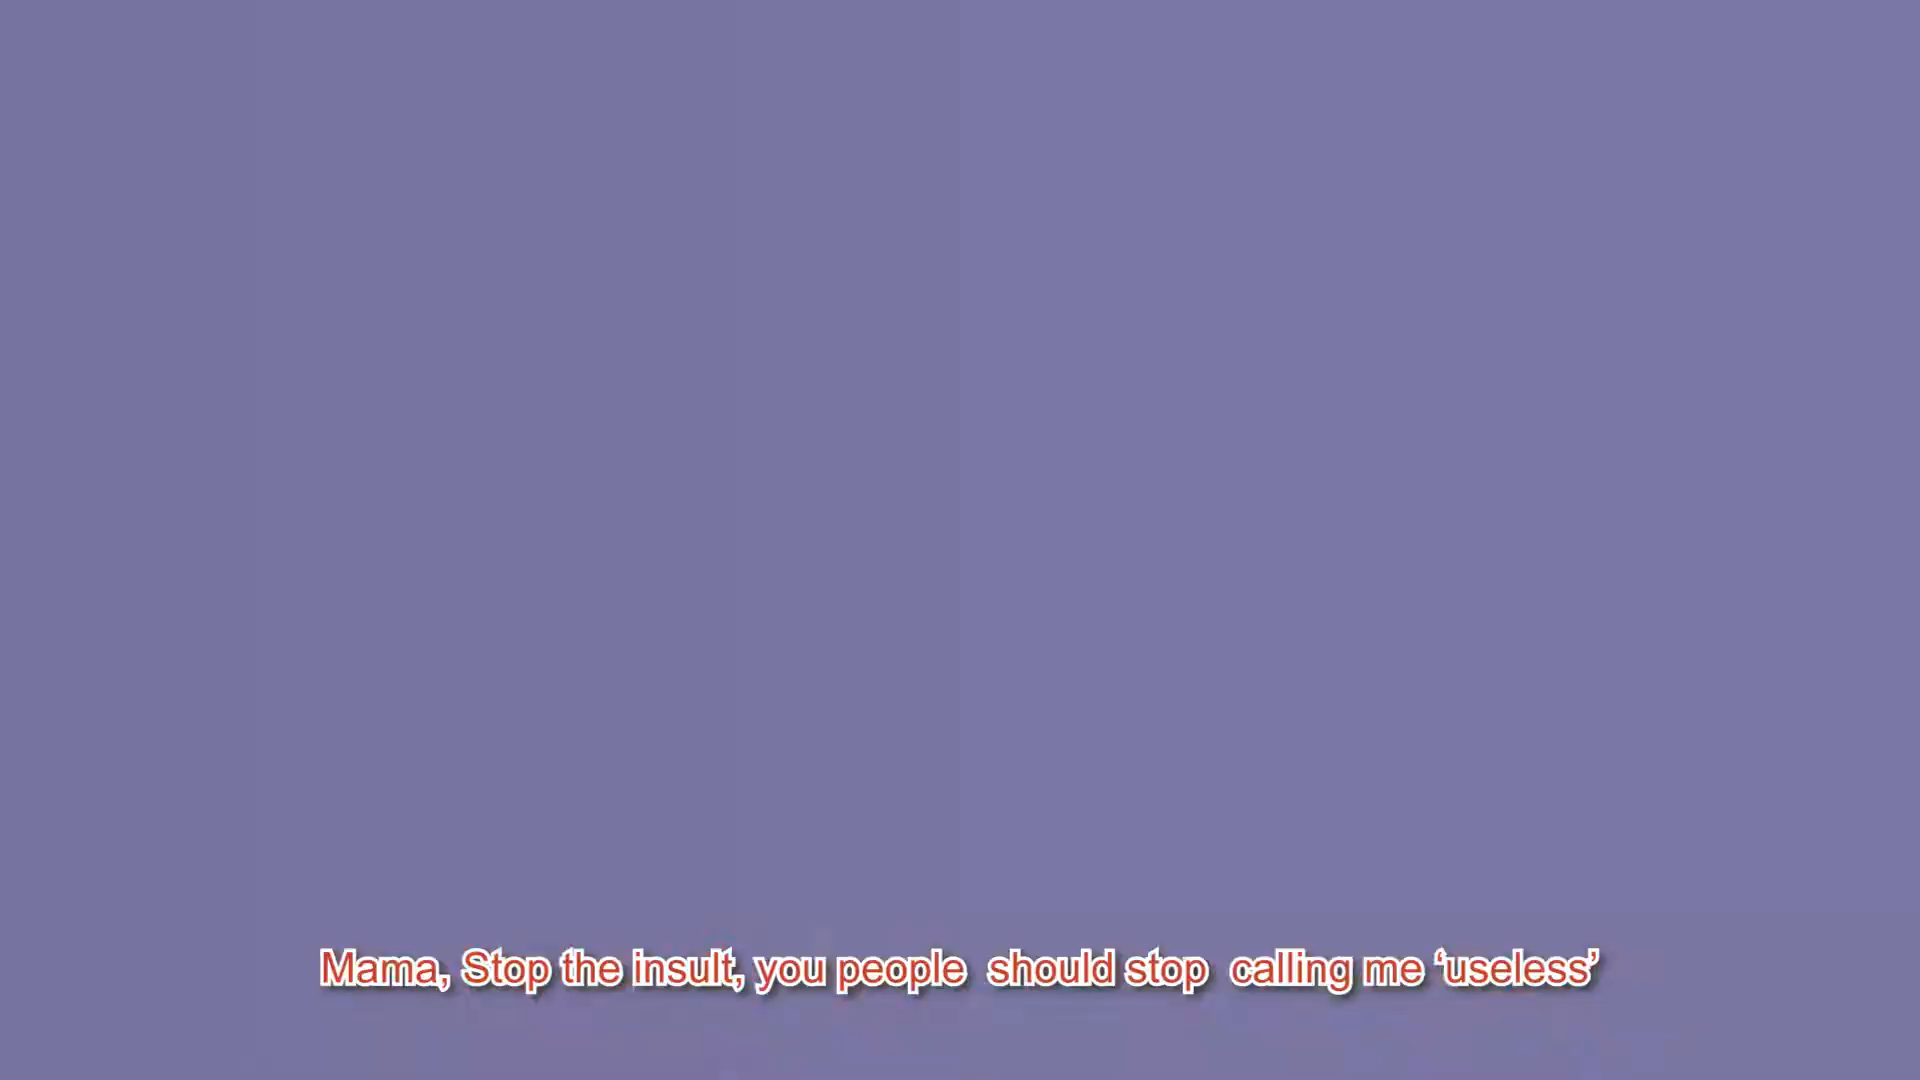 Mama, Stop the insult, you people  should stop  calling me ‘useless’